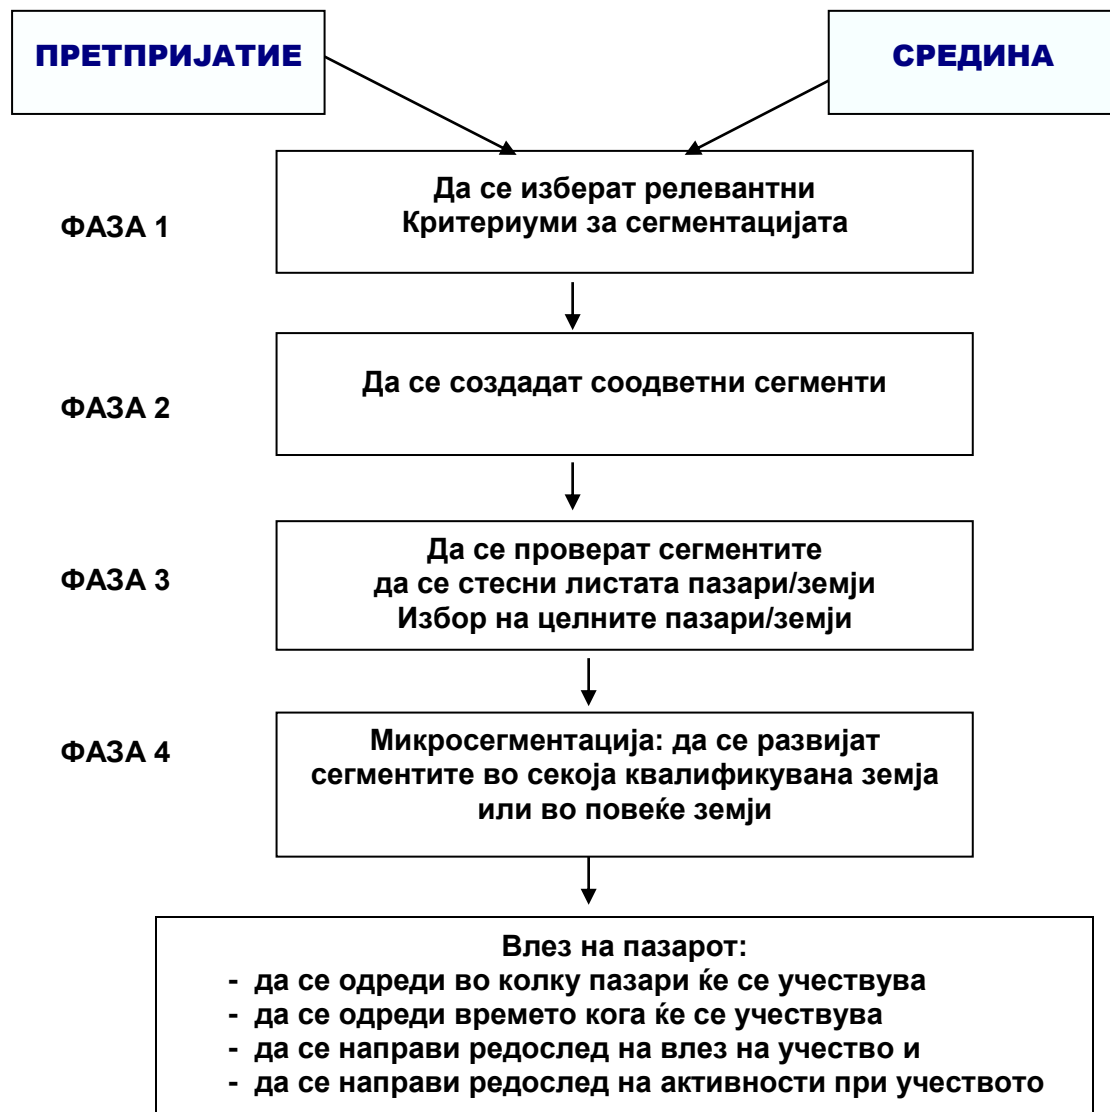 ПРЕТПРИЈАТИЕ
СРЕДИНА
ФАЗА 1
Да се изберат релевантни
Критериуми за сегментацијата
ФАЗА 2
Да се создадат соодветни сегменти
ФАЗА 3
Да се проверат сегментите
да се стесни листата пазари/земји
Избор на целните пазари/земји
ФАЗА 4
Микросегментација: да се развијат
сегментите во секоја квалификувана земја
или во повеќе земји
Влез на пазарот:
- да се одреди во колку пазари ќе се учествува
- да се одреди времето кога ќе се учествува
- да се направи редослед на влез на учество и
- да се направи редослед на активности при учеството